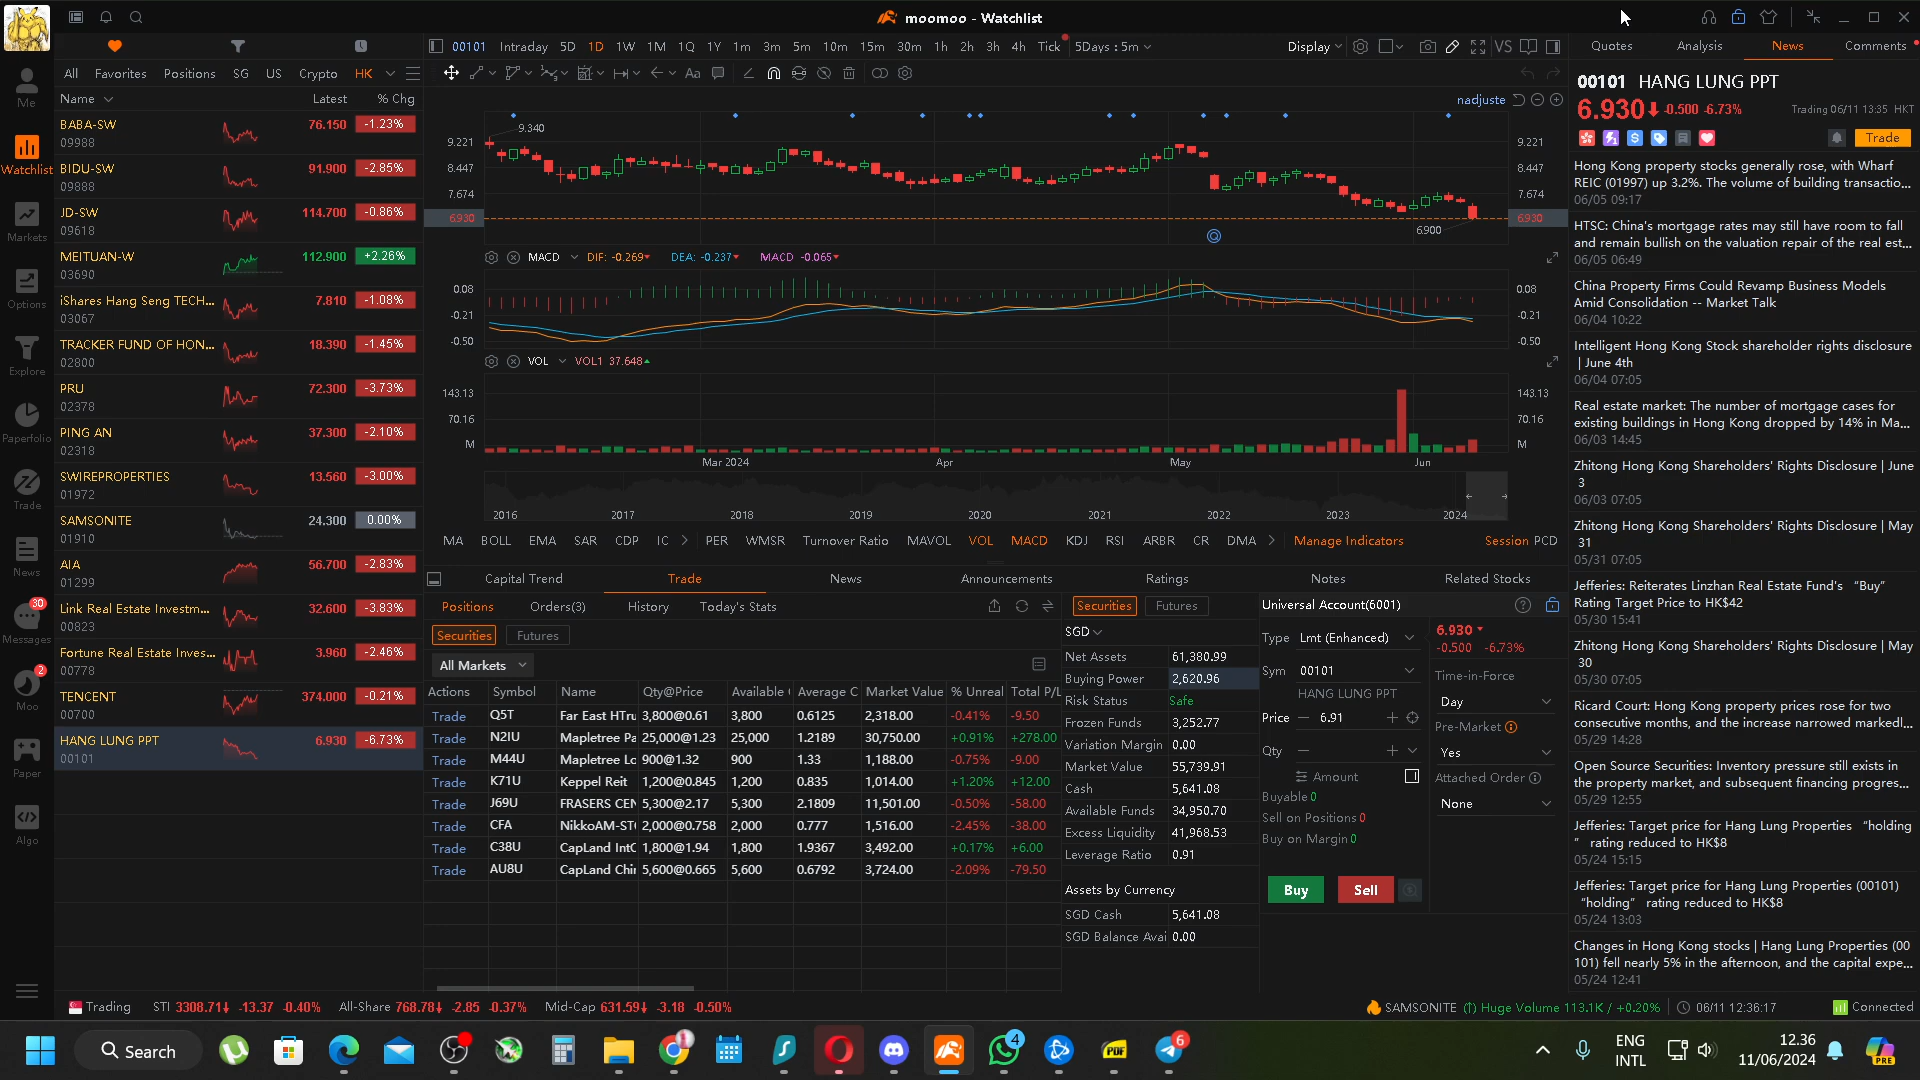 moomoo - Watchlist
00101 Intraday 5D 1D 1W 1M 1Q 1Y 1m 3m 5m 10m 15m 30m 1h 2h 3h 4h Tick 5Days : 5m Display VS
Quotes Analysis News Comments
All Favorites Positions SG US Crypto HK
Aa
Name Latest % Chg
BABA-SW 76.150 -1.23%
09988
BIDU-SW 91.900 -2.85%
09888
JD-SW 114.700 -0.86%
09618
MEITUAN-W 112.900 +2.26%
03690
iShares Hang Seng TECH... 7.810 -1.08%
03067
TRACKER FUND OF HON... 18.390 -1.45%
02800
PRU 72.300 -3.73%
02378
PING AN 37.300 -2.10%
02318
SWIREPROPERTIES 13.560 -3.00%
01972
SAMSONITE 24.300 0.00%
01910
AIA 56.700 -2.83%
01299
Link Real Estate Investm... 32.600 -3.83%
00823
Fortune Real Estate Inves... 3.960 -2.46%
00778
TENCENT 374.000 -0.21%
00700
HANG LUNG PPT 6.930 -6.73%
00101
Me
Watchlist
Markets
Options
Explore
Paperfolio
Trade
News
30
Messages
2
Moo
Paper
Algo
nadjuste
9.340
9.221 9.221
8.447 8.447
7.674 7.674
6.930 6.930
6.900
MACD DIF: -0.269 DEA: -0.237 MACD -0.065
0.08 0.08
-0.21 -0.21
-0.50 -0.50
VOL VOL1 37.648
143.13 143.13
70.16 70.16
M M
Mar 2024 Apr May Jun
2016 2017 2018 2019 2020 2021 2022 2023 2024
MA BOLL EMA SAR CDP IC PER WMSR Turnover Ratio MAVOL VOL MACD KDJ RSI ARBR CR DMA Manage Indicators Session PCD
Capital Trend Trade News Announcements Ratings Notes Related Stocks
Positions Orders(3) History Today's Stats
Securities Futures
All Markets
Actions Symbol Name Qty@Price Available Average C Market Value % Unreal Total P/L
Trade Q5T Far East HTru 3,800@0.61 3,800 0.6125 2,318.00 -0.41% -9.50
Trade N2IU Mapletree Pa 25,000@1.23 25,000 1.2189 30,750.00 +0.91% +278.00
Trade M44U Mapletree Lo 900@1.32 900 1.33 1,188.00 -0.75% -9.00
Trade K71U Keppel Reit 1,200@0.845 1,200 0.835 1,014.00 +1.20% +12.00
Trade J69U FRASERS CEN 5,300@2.17 5,300 2.1809 11,501.00 -0.50% -58.00
Trade CFA NikkoAM-STC 2,000@0.758 2,000 0.777 1,516.00 -2.45% -38.00
Trade C38U CapLand IntC 1,800@1.94 1,800 1.9367 3,492.00 +0.17% +6.00
Trade AU8U CapLand Chin 5,600@0.665 5,600 0.6792 3,724.00 -2.09% -79.50
Securities Futures
SGD
Net Assets 61,380.99
Buying Power 2,620.96
Risk Status Safe
Frozen Funds 3,252.77
Variation Margin 0.00
Market Value 55,739.91
Cash 5,641.08
Available Funds 34,950.70
Excess Liquidity 41,968.53
Leverage Ratio 0.91
Assets by Currency
SGD Cash 5,641.08
SGD Balance Avai 0.00
Universal Account(6001)
Type Lmt (Enhanced)
Sym 00101
HANG LUNG PPT
Price 6.91
Qty
Amount
Buyable 0
Sell on Positions 0
Buy on Margin 0
Buy Sell
6.930
-0.500 -6.73%
Time-in-Force
Day
Pre-Market
Yes
Attached Order
None
00101 HANG LUNG PPT
6.930 -0.500 -6.73% Trading 06/11 13:35 HKT
Trade
Hong Kong property stocks generally rose, with Wharf
REIC (01997) up 3.2%. The volume of building transactio...
06/05 09:17
HTSC: China's mortgage rates may still have room to fall
and remain bullish on the valuation repair of the real est...
06/05 06:49
China Property Firms Could Revamp Business Models
Amid Consolidation -- Market Talk
06/04 10:22
Intelligent Hong Kong Stock shareholder rights disclosure
| June 4th
06/04 07:05
Real estate market: The number of mortgage cases for
existing buildings in Hong Kong dropped by 14% in Ma...
06/03 14:45
Zhitong Hong Kong Shareholders' Rights Disclosure | June
3
06/03 07:05
Zhitong Hong Kong Shareholders' Rights Disclosure | May
31
05/31 07:05
Jefferies: Reiterates Linzhan Real Estate Fund's “Buy”
Rating Target Price to HK$42
05/30 15:41
Zhitong Hong Kong Shareholders' Rights Disclosure | May
30
05/30 07:05
Ricard Court: Hong Kong property prices rose for two
consecutive months, and the increase narrowed markedl...
05/29 14:28
Open Source Securities: Inventory pressure still exists in
the property market, and subsequent financing progres...
05/29 12:55
Jefferies: Target price for Hang Lung Properties “holding
” rating reduced to HK$8
05/24 15:15
Jefferies: Target price for Hang Lung Properties (00101)
“holding” rating reduced to HK$8
05/24 13:03
Changes in Hong Kong stocks | Hang Lung Properties (00
101) fell nearly 5% in the afternoon, and the capital expe...
05/24 12:41
Trading STI 3308.71 -13.37 -0.40% All-Share 768.78 -2.85 -0.37% Mid-Cap 631.59 -3.18 -0.50%
SAMSONITE (↑) Huge Volume 113.1K / +0.20% 06/11 12:36:17 Connected
Search
PDF
4
6
ENG
INTL
12.36
11/06/2024
PRE